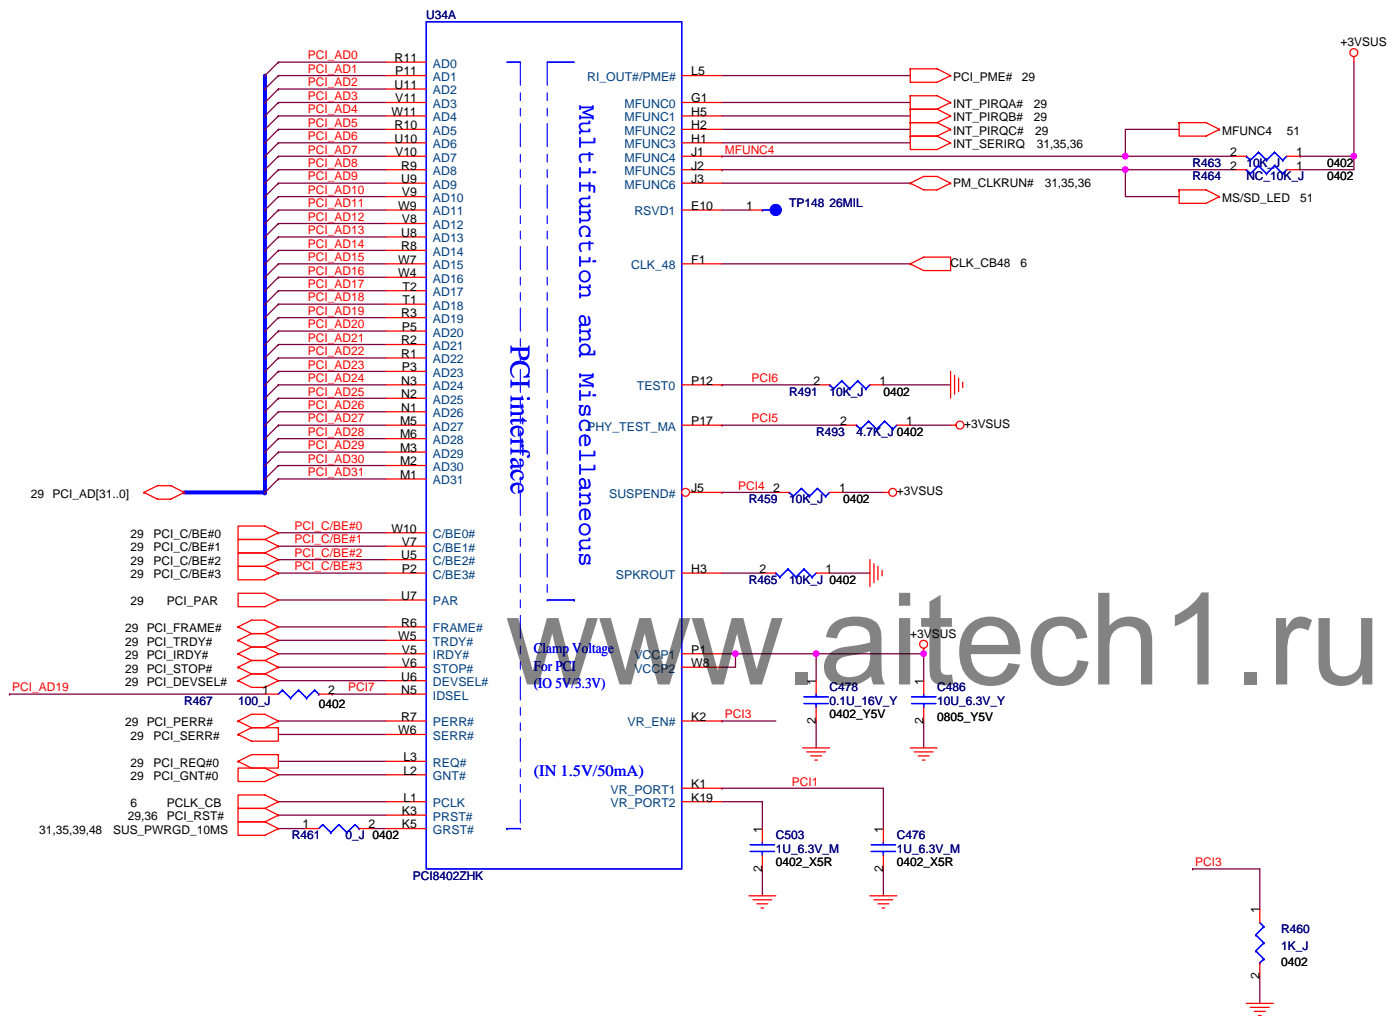 U34A
+3VSUS
PCI_AD0 R11 AD0
PCI_AD1 P11 AD1
PCI_AD2 U11 AD2
PCI_AD3 V11 AD3
PCI_AD4 W11 AD4
PCI_AD5 R10 AD5
PCI_AD6 U10 AD6
PCI_AD7 V10 AD7
PCI_AD8 R9 AD8
PCI_AD9 U9 AD9
PCI_AD10 V9 AD10
PCI_AD11 W9 AD11
PCI_AD12 V8 AD12
PCI_AD13 U8 AD13
PCI_AD14 R8 AD14
PCI_AD15 W7 AD15
PCI_AD16 W4 AD16
PCI_AD17 T2 AD17
PCI_AD18 T1 AD18
PCI_AD19 R3 AD19
PCI_AD20 P5 AD20
PCI_AD21 R2 AD21
PCI_AD22 R1 AD22
PCI_AD23 P3 AD23
PCI_AD24 N3 AD24
PCI_AD25 N2 AD25
PCI_AD26 N1 AD26
PCI_AD27 M5 AD27
PCI_AD28 M6 AD28
PCI_AD29 M3 AD29
PCI_AD30 M2 AD30
PCI_AD31 M1 AD31
29 PCI_AD[31..0]
29 PCI_C/BE#0 PCI_C/BE#0 W10 C/BE0#
29 PCI_C/BE#1 PCI_C/BE#1 V7 C/BE1#
29 PCI_C/BE#2 PCI_C/BE#2 U5 C/BE2#
29 PCI_C/BE#3 PCI_C/BE#3 P2 C/BE3#
29 PCI_PAR U7 PAR
29 PCI_FRAME# R6 FRAME#
29 PCI_TRDY# W5 TRDY#
29 PCI_IRDY# V5 IRDY#
29 PCI_STOP# V6 STOP#
29 PCI_DEVSEL# U6 DEVSEL#
PCI_AD19 R467 1 100_J 2 0402 PCI7 N5 IDSEL
29 PCI_PERR# R7 PERR#
29 PCI_SERR# W6 SERR#
29 PCI_REQ#0 L3 REQ#
29 PCI_GNT#0 L2 GNT#
6 PCLK_CB L1 PCLK
29,36 PCI_RST# K3 PRST#
31,35,39,48 SUS_PWRGD_10MS R461 1 0_J 2 0402 K5 GRST#
PCI8402ZHK
PCI interface
Multifunction and Miscellaneous
RI_OUT#/PME# L5 PCI_PME# 29
MFUNC0 G1 INT_PIRQA# 29
MFUNC1 H5 INT_PIRQB# 29
MFUNC2 H2 INT_PIRQC# 29
MFUNC3 H1 INT_SERIRQ 31,35,36
MFUNC4 J1 MFUNC4
MFUNC5 J2
MFUNC6 J3 PM_CLKRUN# 31,35,36
MFUNC4 51
R463 2 10K_J 1 0402
R464 2 NC_10K_J 1 0402
MS/SD_LED 51
RSVD1 E10 1 TP148 26MIL
CLK_48 F1 CLK_CB48 6
TEST0 P12 PCI6 R491 2 10K_J 1 0402
PHY_TEST_MA P17 PCI5 R493 2 4.7K_J 1 0402 +3VSUS
SUSPEND# J5 PCI4 R459 2 10K_J 1 0402 +3VSUS
SPKROUT H3 R465 2 10K_J 1 0402
www.aitech1.ru
+3VSUS
Clamp Voltage
For PCI
(IO 5V/3.3V)
VCCP1 P1
VCCP2 W8
1 C478 0.1U_16V_Y 0402_Y5V 2
1 C486 10U_6.3V_Y 0805_Y5V 2
VR_EN# K2 PCI3
(IN 1.5V/50mA)
VR_PORT1 K1 PCI1
VR_PORT2 K19
1 C503 1U_6.3V_M 0402_X5R 2
1 C476 1U_6.3V_M 0402_X5R 2
PCI3
1 R460 1K_J 0402 2